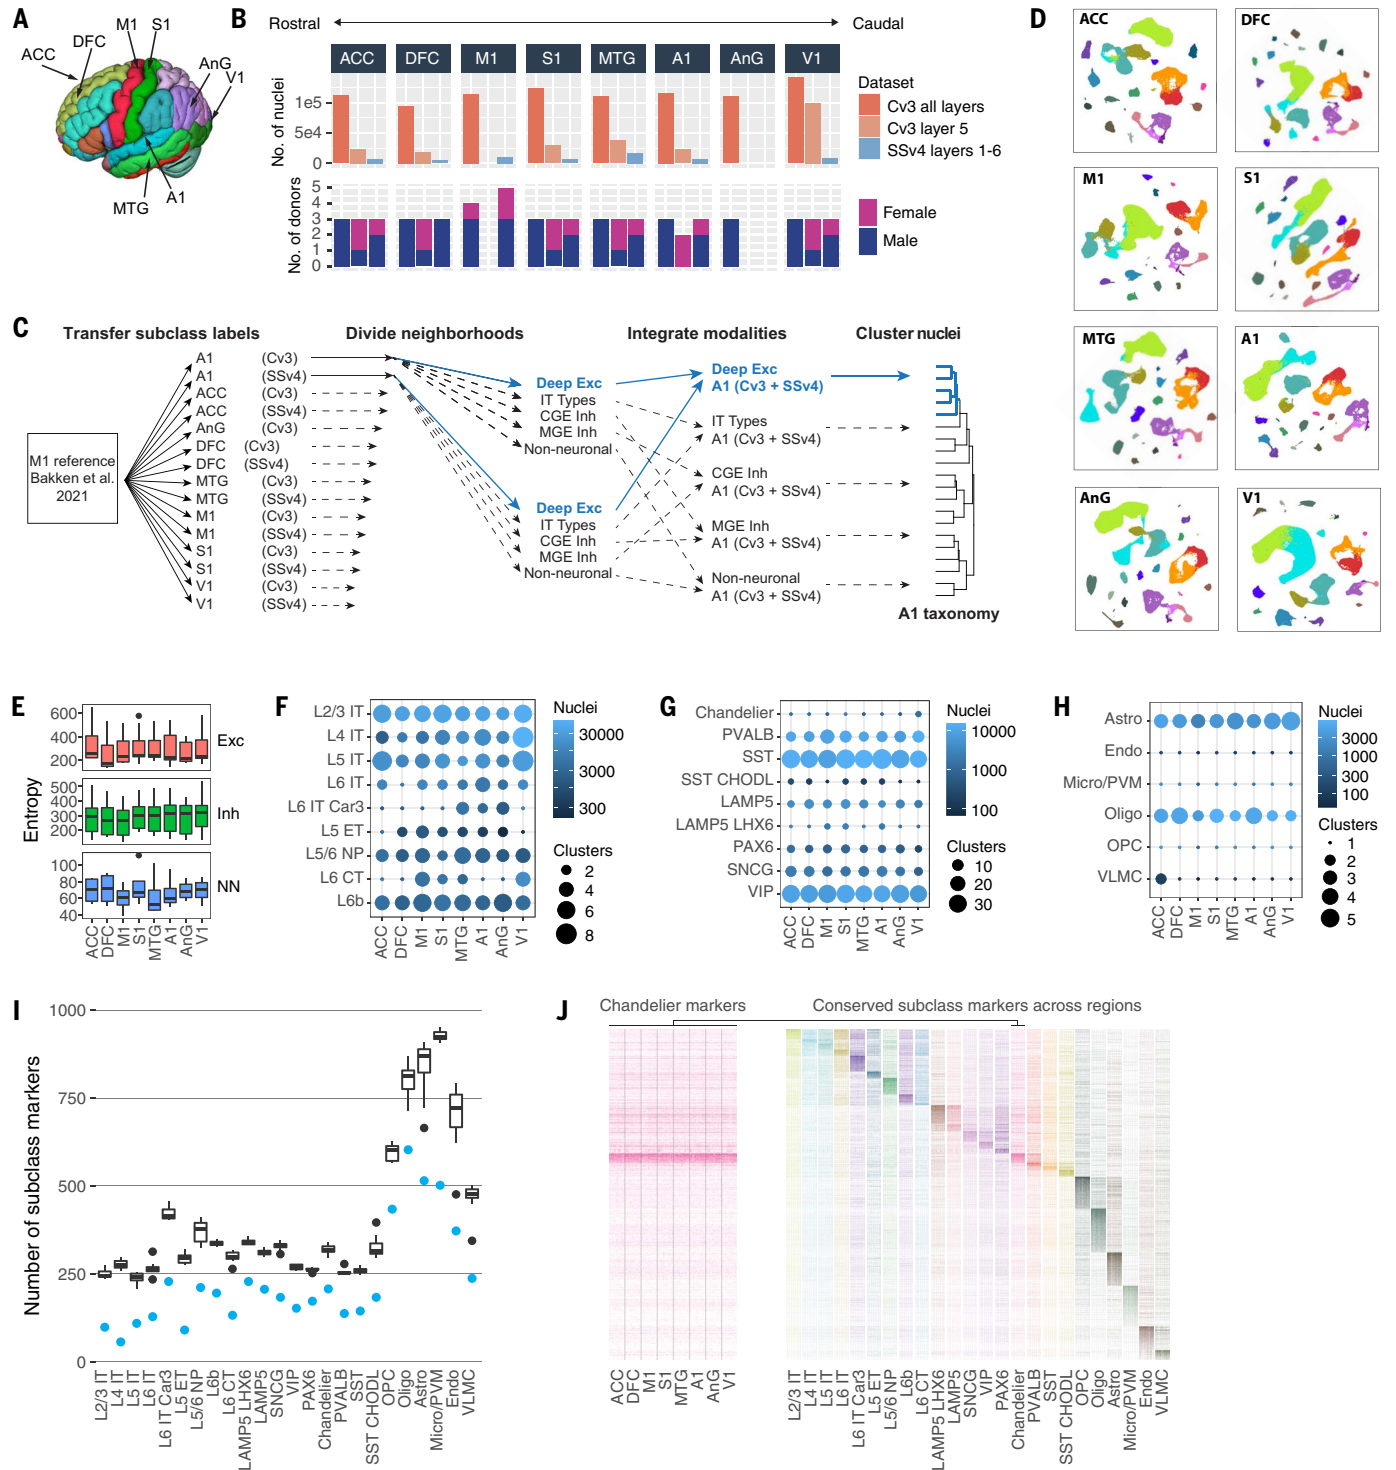 A
ACC
DFC
M1
S1
AnG
V1
MTG
A1
B
Rostral
Caudal
ACC
DFC
M1
S1
MTG
A1
AnG
V1
No. of nuclei
1e5
5e4
0
Dataset
Cv3 all layers
Cv3 layer 5
SSv4 layers 1-6
No. of donors
5
4
3
2
1
0
Female
Male
C
Transfer subclass labels
Divide neighborhoods
Integrate modalities
Cluster nuclei
M1 reference
Bakken et al.
2021
A1 (Cv3)
A1 (SSv4)
ACC (Cv3)
ACC (SSv4)
AnG (Cv3)
DFC (Cv3)
DFC (SSv4)
MTG (Cv3)
MTG (SSv4)
M1 (Cv3)
M1 (SSv4)
S1 (Cv3)
S1 (SSv4)
V1 (Cv3)
V1 (SSv4)
Deep Exc
IT Types
CGE Inh
MGE Inh
Non-neuronal
Deep Exc
IT Types
CGE Inh
MGE Inh
Non-neuronal
Deep Exc
A1 (Cv3 + SSv4)
IT Types
A1 (Cv3 + SSv4)
CGE Inh
A1 (Cv3 + SSv4)
MGE Inh
A1 (Cv3 + SSv4)
Non-neuronal
A1 (Cv3 + SSv4)
A1 taxonomy
D
ACC
DFC
M1
S1
MTG
A1
AnG
V1
E
Entropy
600
400
200
Exc
500
400
300
200
Inh
100
80
60
40
NN
ACC
DFC
M1
S1
MTG
A1
AnG
V1
F
L2/3 IT
L4 IT
L5 IT
L6 IT
L6 IT Car3
L5 ET
L5/6 NP
L6 CT
L6b
ACC
DFC
M1
S1
MTG
A1
AnG
V1
Nuclei
30000
3000
300
Clusters
2
4
6
8
G
Chandelier
PVALB
SST
SST CHODL
LAMP5
LAMP5 LHX6
PAX6
SNCG
VIP
ACC
DFC
M1
S1
MTG
A1
AnG
V1
Nuclei
10000
1000
100
Clusters
10
20
30
H
Astro
Endo
Micro/PVM
Oligo
OPC
VLMC
ACC
DFC
M1
S1
MTG
A1
AnG
V1
Nuclei
3000
1000
300
100
Clusters
1
2
3
4
5
I
Number of subclass markers
1000
750
500
250
0
L2/3 IT
L4 IT
L5 IT
L6 IT
L6 IT Car3
L5 ET
L5/6 NP
L6b
L6 CT
LAMP5 LHX6
LAMP5
SNCG
VIP
PAX6
Chandelier
PVALB
SST
SST CHODL
OPC
Oligo
Astro
Micro/PVM
Endo
VLMC
J
Chandelier markers
Conserved subclass markers across regions
ACC
DFC
M1
S1
MTG
A1
AnG
V1
L2/3 IT
L4 IT
L5 IT
L6 IT
L6 IT Car3
L5 ET
L5/6 NP
L6b
L6 CT
LAMP5 LHX6
LAMP5
SNCG
VIP
PAX6
Chandelier
PVALB
SST
SST CHODL
OPC
Oligo
Astro
Micro/PVM
Endo
VLMC